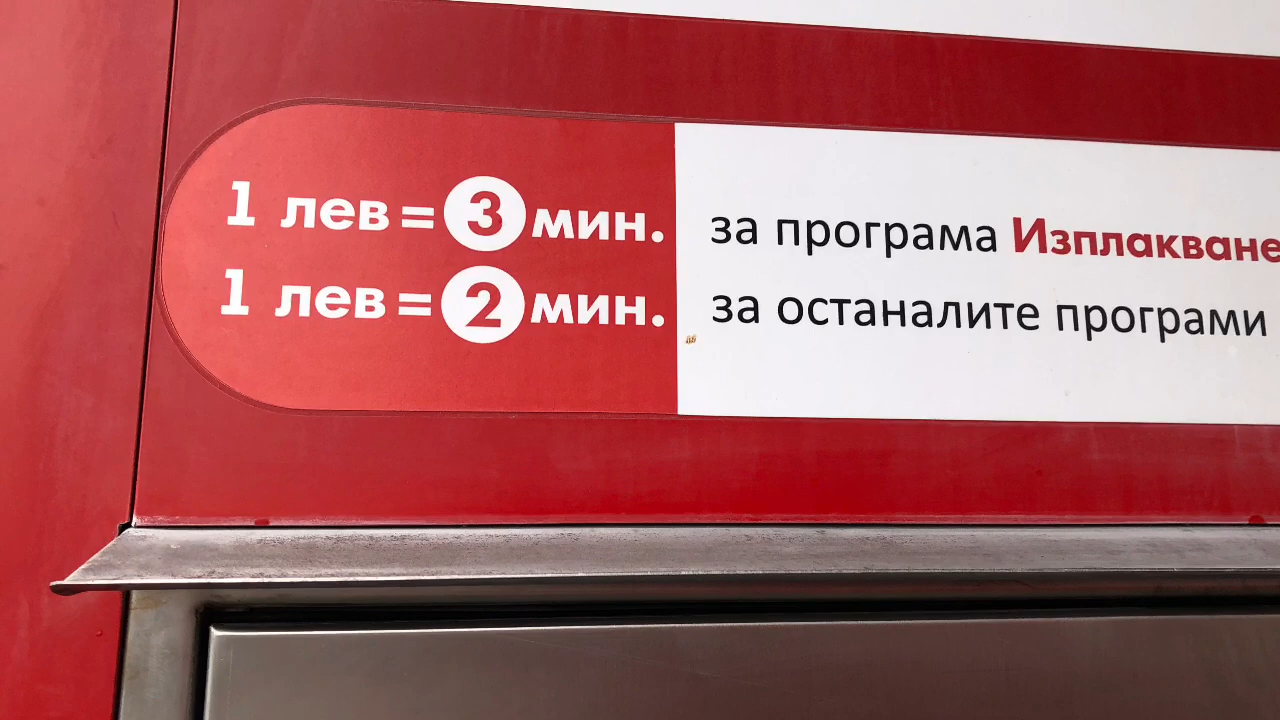 1 лев = 3 мин. за програма Изплакване
1 лев = 2 мин. за останалите програми